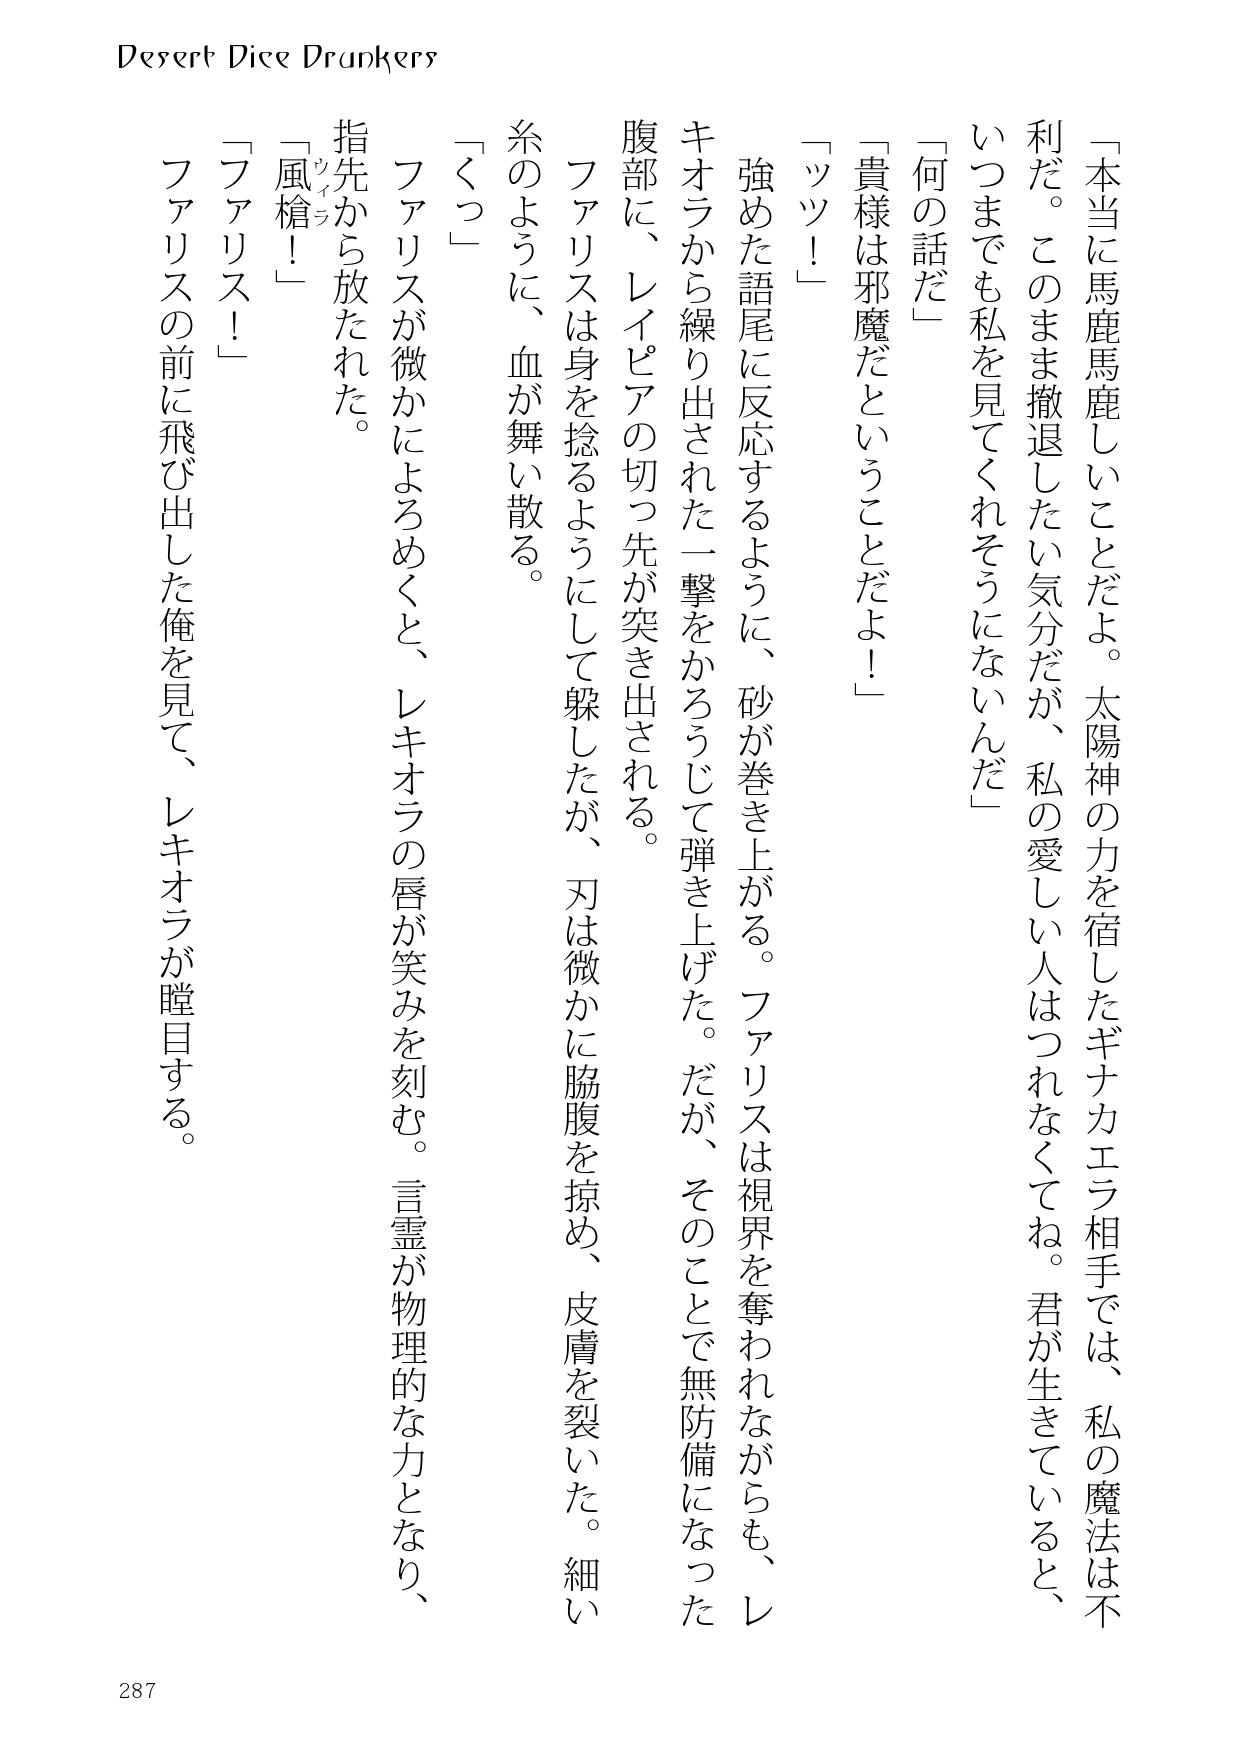 Desert Dice Drunkers
「本当に馬鹿馬鹿しいことだよ。太陽神の力を宿したギナカエラ相手では、私の魔法は不
利だ。このまま撤退したい気分だが、私の愛しい人はつれなくてね。君が生きていると、
いつまでも私を見てくれそうにないんだ」
「何の話だ」
「貴様は邪魔だということだよ！」
「ッツ！」
　強めた語尾に反応するように、砂が巻き上がる。ファリスは視界を奪われながらも、レ
キオラから繰り出された一撃をかろうじて弾き上げた。だが、そのことで無防備になった
腹部に、レイピアの切っ先が突き出される。
　ファリスは身を捻るようにして躱したが、刃は微かに脇腹を掠め、皮膚を裂いた。細い
糸のように、血が舞い散る。
「くっ」
　ファリスが微かによろめくと、レキオラの唇が笑みを刻む。言霊が物理的な力となり、
指先から放たれた。
「風槍！」
ウィラ
「ファリス！」
　ファリスの前に飛び出した俺を見て、レキオラが瞠目する。
287